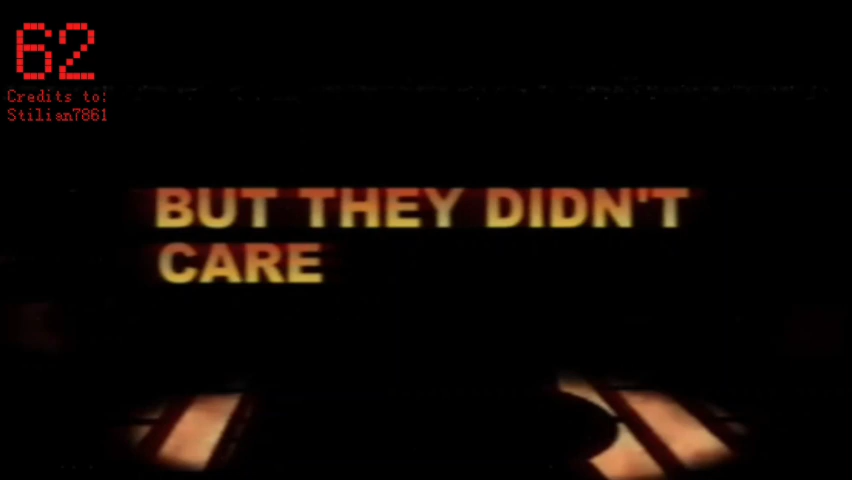 62
Credits to:
Stilian7861
BUT THEY DIDN'T
CARE